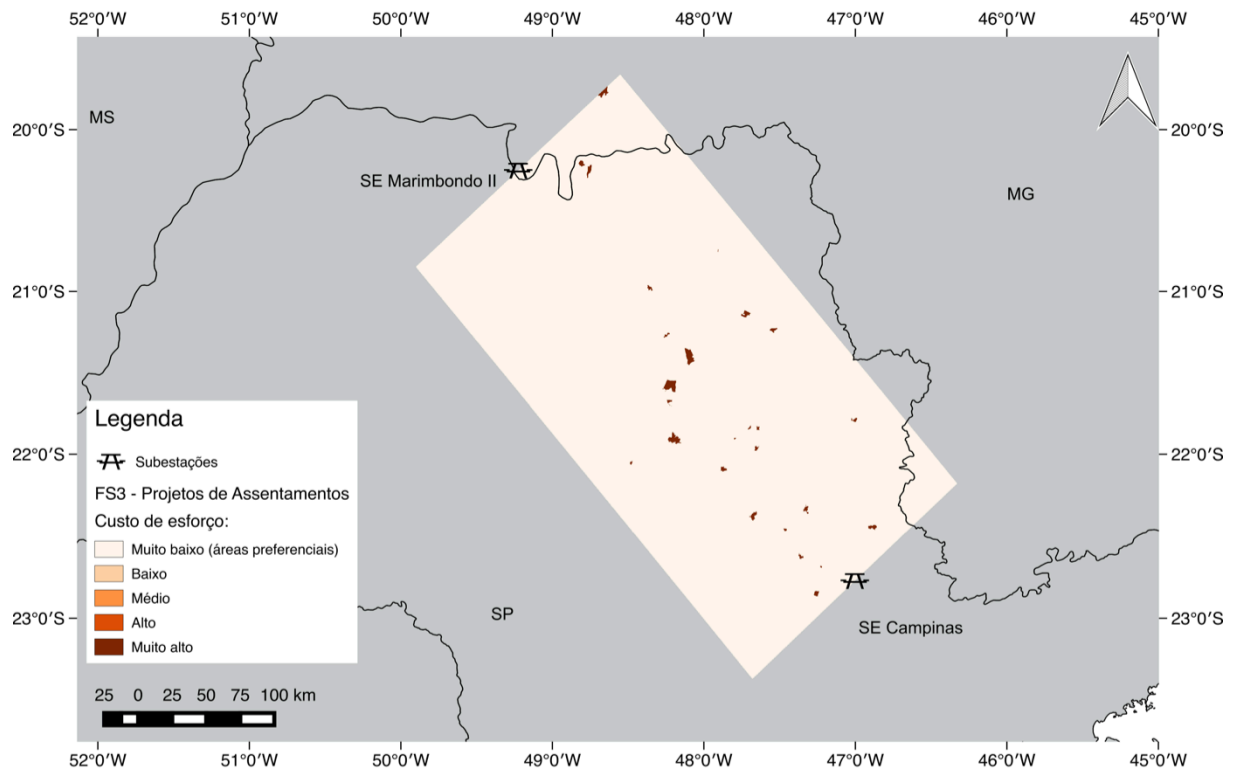 52°0′W 51°0′W 50°0′W 49°0′W 48°0′W 47°0′W 46°0′W 45°0′W
MS
20°0′S 20°0′S
SE Marimbondo II
MG
21°0′S 21°0′S
Legenda
22°0′S 22°0′S
Subestações
FS3 - Projetos de Assentamentos
Custo de esforço:
Muito baixo (áreas preferenciais)
Baixo
Médio
Alto
Muito alto
23°0′S 23°0′S
SP
SE Campinas
25 0 25 50 75 100 km
52°0′W 51°0′W 50°0′W 49°0′W 48°0′W 47°0′W 46°0′W 45°0′W